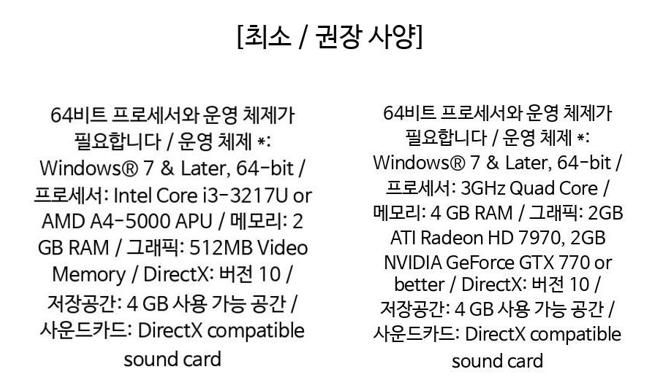 [최소 / 권장 사양]
64비트 프로세서와 운영 체제가
필요합니다 / 운영 체제 *:
Windows® 7 & Later, 64-bit /
프로세서: Intel Core i3-3217U or
AMD A4-5000 APU / 메모리: 2
GB RAM / 그래픽: 512MB Video
Memory / DirectX: 버전 10 /
저장공간: 4 GB 사용 가능 공간 /
사운드카드: DirectX compatible
sound card
64비트 프로세서와 운영 체제가
필요합니다 / 운영 체제 *:
Windows® 7 & Later, 64-bit /
프로세서: 3GHz Quad Core /
메모리: 4 GB RAM / 그래픽: 2GB
ATI Radeon HD 7970, 2GB
NVIDIA GeForce GTX 770 or
better / DirectX: 버전 10 /
저장공간: 4 GB 사용 가능 공간 /
사운드카드: DirectX compatible
sound card